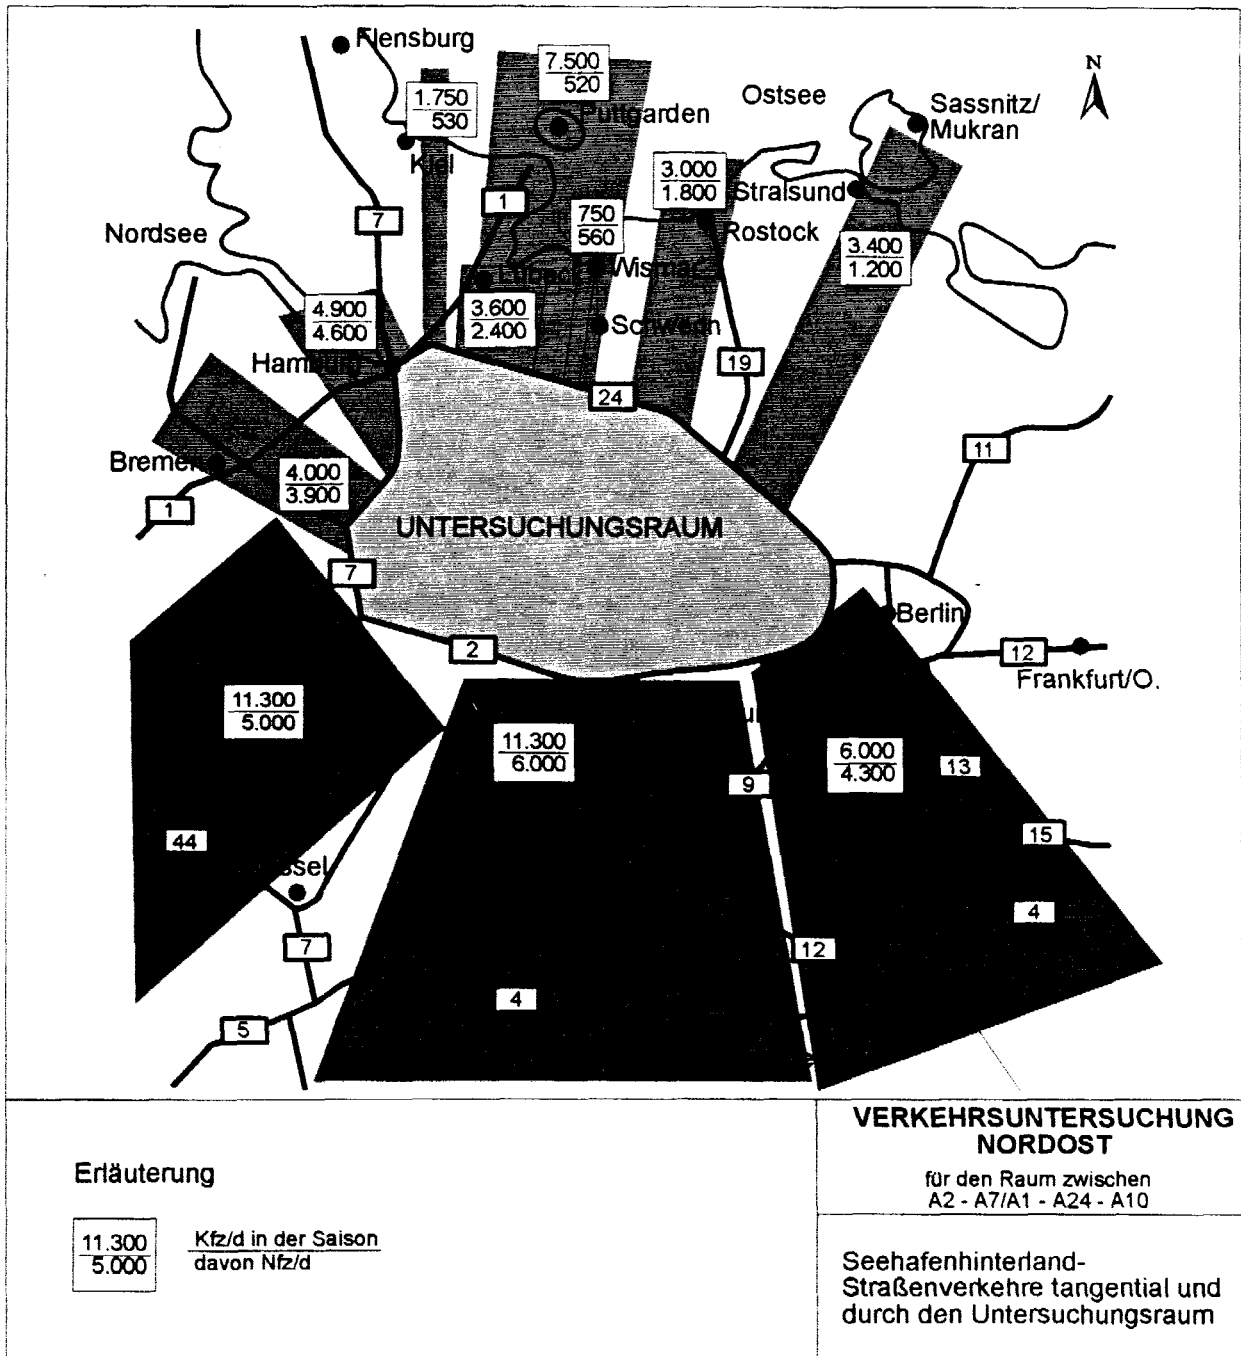 Flensburg
7.500
520
N
1.750
530
Ostsee
Sassnitz/
Mukran
Puttgarden
Kiel
3.000
1.800
Stralsund
1
7
750
560
Nordsee
Rostock
3.400
1.200
Lübeck
Wismar
4.900
4.600
3.600
2.400
Schwerin
Hamburg
19
24
11
Bremen
4.000
3.900
1
UNTERSUCHUNGSRAUM
7
Berlin
2
12
Frankfurt/O.
11.300
5.000
11.300
6.000
6.000
4.300
13
9
44
15
ssel
4
7
12
4
5
VERKEHRSUNTERSUCHUNG
NORDOST
für den Raum zwischen
A2 - A7/A1 - A24 - A10
Erläuterung
11.300
5.000
Kfz/d in der Saison
davon Nfz/d
Seehafenhinterland-
Straßenverkehre tangential und
durch den Untersuchungsraum